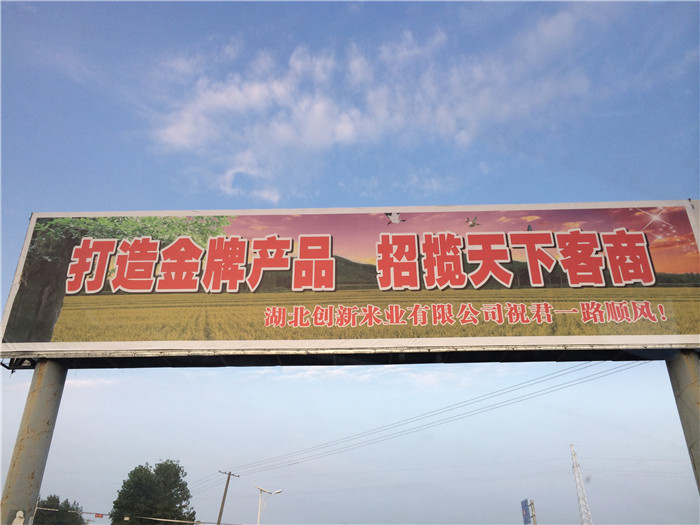 打造金牌产品 招揽天下客商
湖北创新米业有限公司祝君一路顺风!